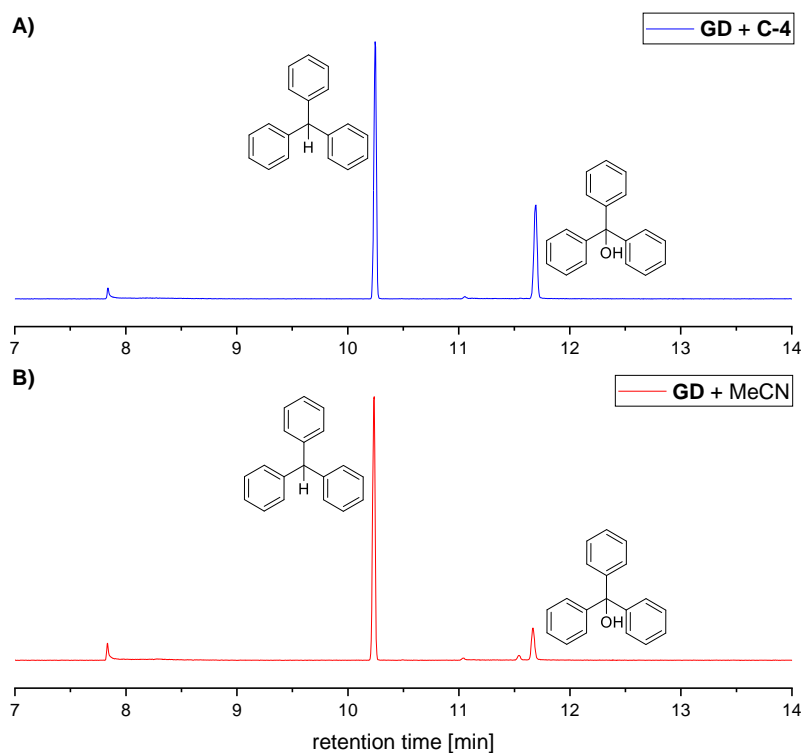 A)
GD + C-4
H
OH
7 8 9 10 11 12 13 14
B)
GD + MeCN
H
OH
7 8 9 10 11 12 13 14
retention time [min]